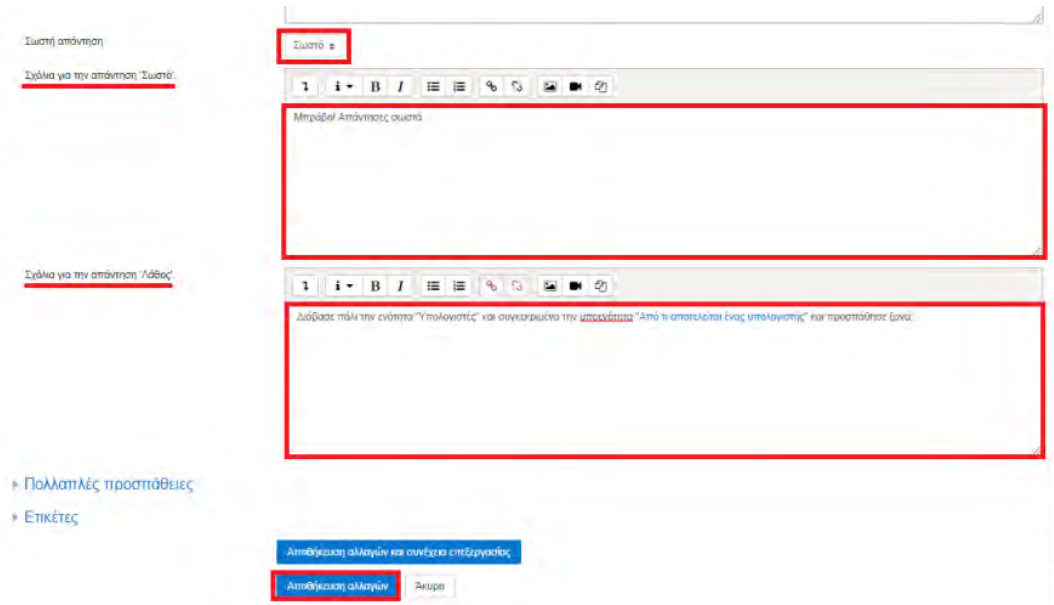 Σωστή απάντηση
Σωστό
Σχόλια για την απάντηση 'Σωστό'.
B I
Μπράβο! Απάντησες σωστά
Σχόλια για την απάντηση 'Λάθος'.
B I
Διάβασε πάλι την ενότητα "Υπολογιστές" και συγκεκριμένα την υποενότητα "Από τι αποτελείται ένας υπολογιστής" και προσπάθησε ξανά.
Πολλαπλές προσπάθειες
Ετικέτες
Αποθήκευση αλλαγών και συνέχεια επεξεργασίας
Αποθήκευση αλλαγών Άκυρο